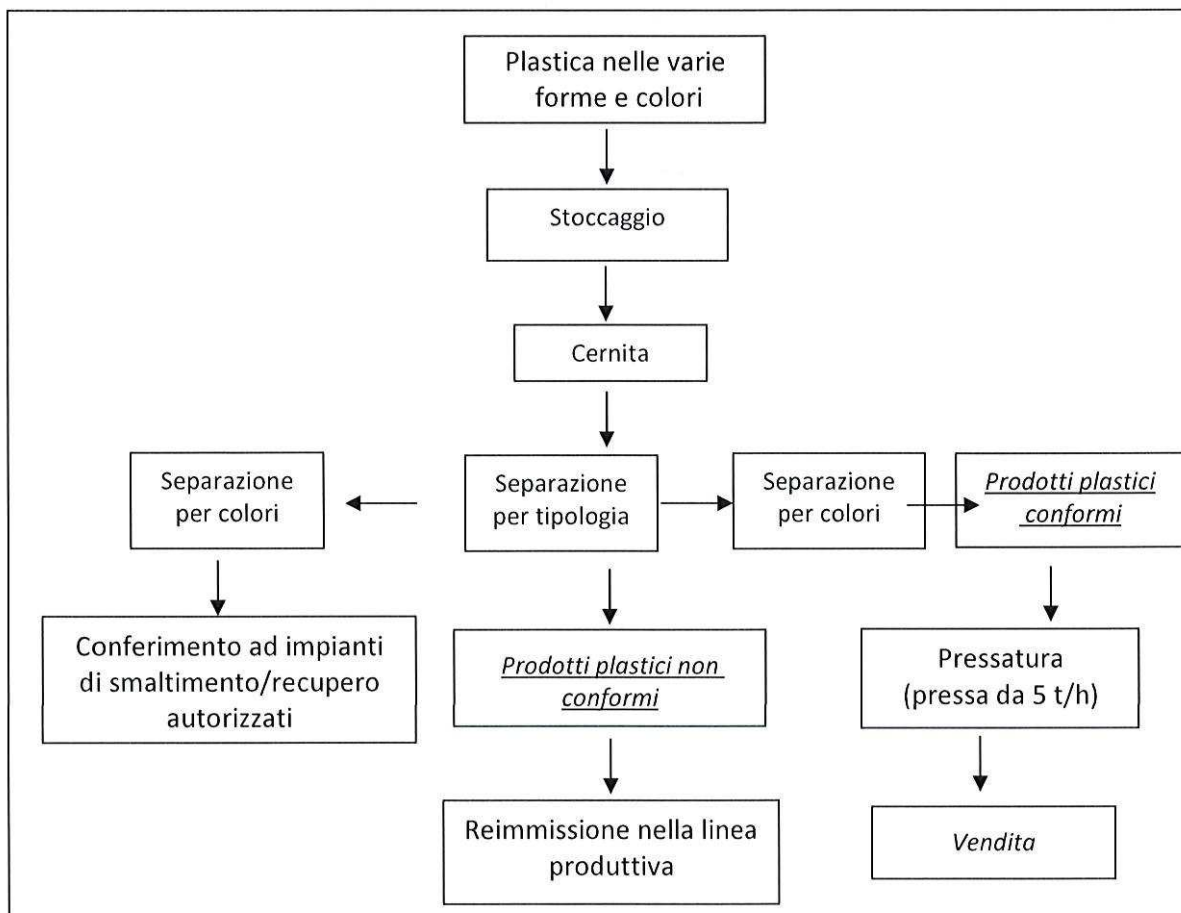 Plastica nelle varie
forme e colori
Stoccaggio
Cernita
Separazione
per colori
Separazione
per tipologia
Separazione
per colori
Prodotti plastici
conformi
Conferimento ad impianti
di smaltimento/recupero
autorizzati
Prodotti plastici non
conformi
Pressatura
(pressa da 5 t/h)
Reimmissione nella linea
produttiva
Vendita